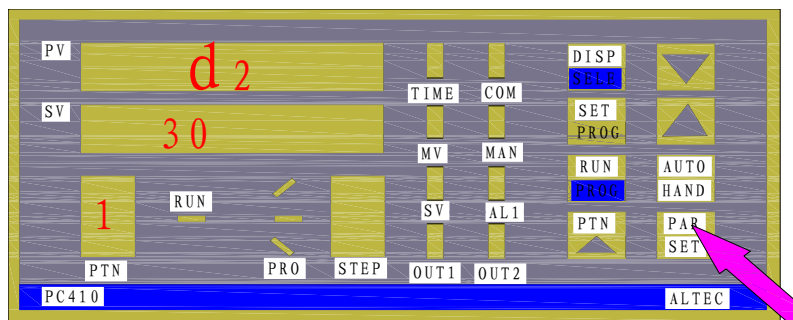 PV
d 2
DISP
SELF
TIME
COM
SV
30
SET
PROG
MV
MAN
RUN
PROG
AUTO
HAND
RUN
1
SV
AL1
PTN
PAR
SET
PTN
PRO
STEP
OUT1
OUT2
PC410
ALTEC